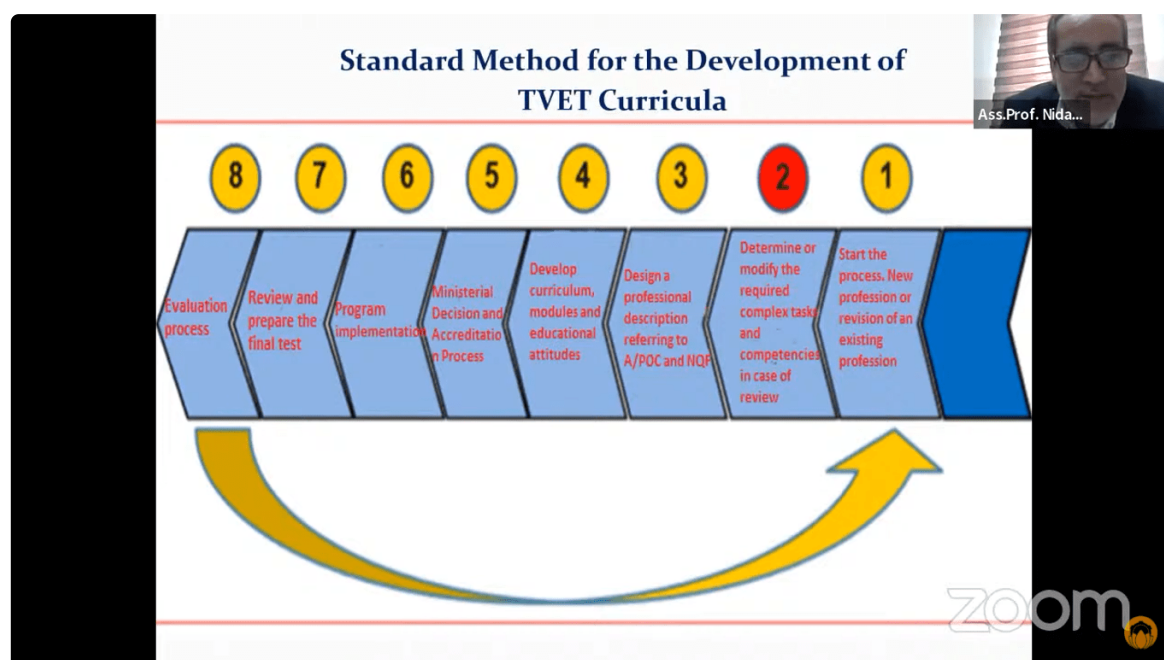 Standard Method for the Development of
TVET Curricula
Ass.Prof. Nida...
8
7
6
5
4
3
2
1
Evaluation
process
Review and
prepare the
final test
Program
implementation
Ministerial
Decision and
Accreditatio
n Process
Develop
curriculum,
modules and
educational
attitudes
Design a
professional
description
referring to
A/POC and NQF
Determine or
modify the
required
complex tasks
and
competencies
in case of
review
Start the
process. New
profession or
revision of an
existing
profession
zoom